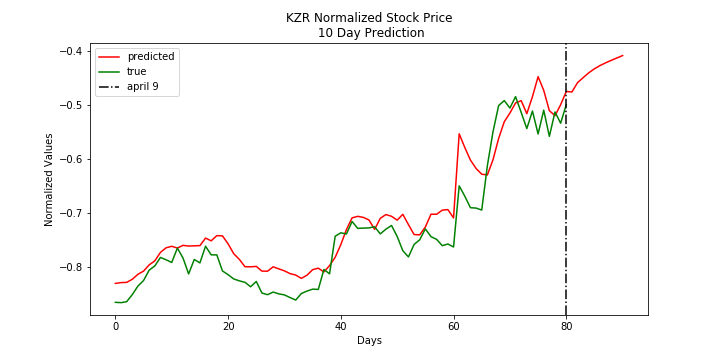 KZR Normalized Stock Price
10 Day Prediction
predicted
true
april 9
Normalized Values
−0.4
−0.5
−0.6
−0.7
−0.8
0 20 40 60 80
Days